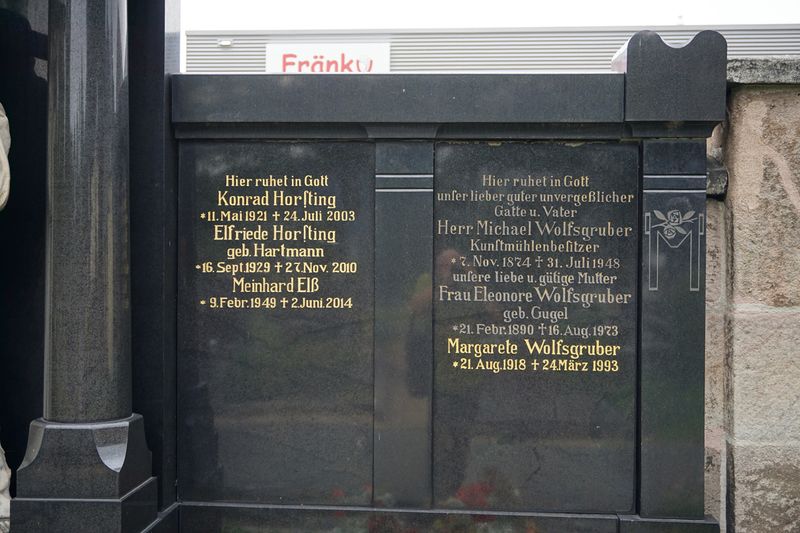 Fränku
Hier ruhet in Gott
Konrad Horſting
*11. Mai 1921 † 24. Juli 2003
Elfriede Horſting
geb. Hartmann
*16. Sept. 1929 † 27. Nov. 2010
Meinhard Elß
* 9. Febr. 1949 † 2. Juni. 2014
Hier ruhet in Gott
unſer lieber guter unvergeßlicher
Gatte u. Vater
Herr Michael Wolfsgruber
Kunſtmühlenbeſitzer
* 7. Nov. 1874 † 31. Juli 1948
unsere liebe u. gütige Mutter
Frau Eleonore Wolfsgruber
geb. Gugel
*21. Febr. 1890 † 16. Aug. 1973
Margarete Wolfsgruber
*21. Aug. 1918 † 24. März 1993